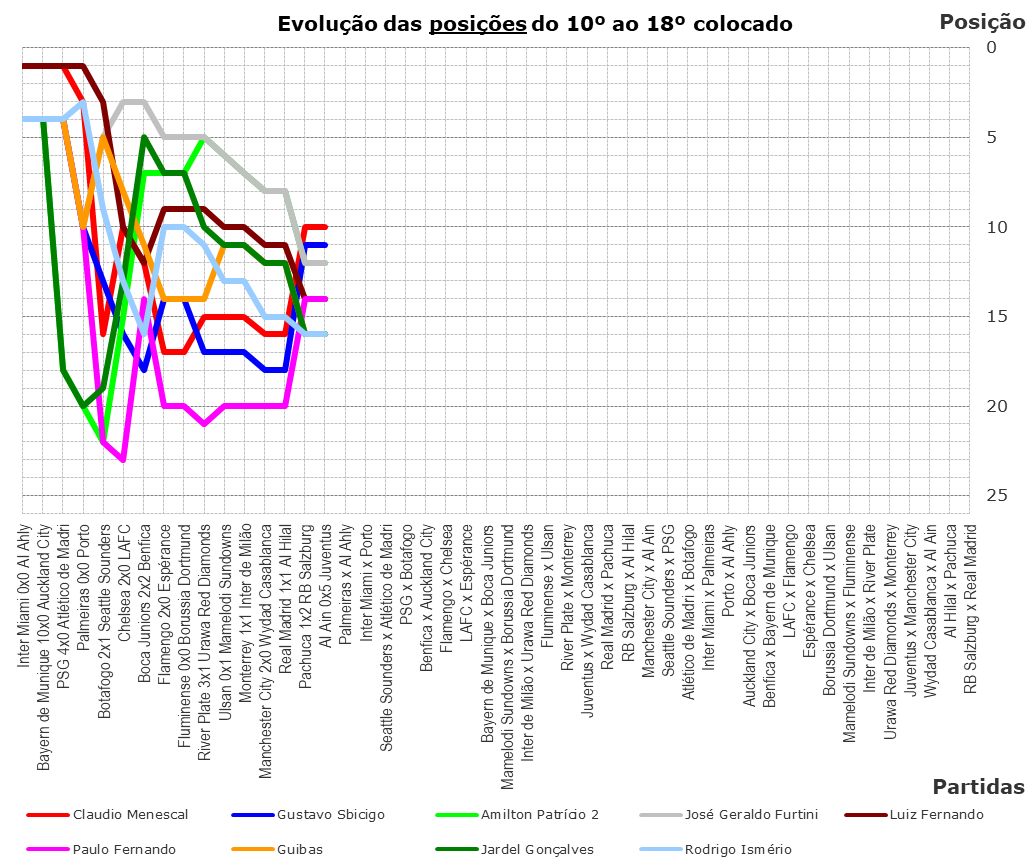 Evolução das posições do 10º ao 18º colocado
Posição
0
5
10
15
20
25
Inter Miami 0x0 Al Ahly
Bayern de Munique 10x0 Auckland City
PSG 4x0 Atlético de Madri
Palmeiras 0x0 Porto
Botafogo 2x1 Seattle Sounders
Chelsea 2x0 LAFC
Boca Juniors 2x2 Benfica
Flamengo 2x0 Espérance
Fluminense 0x0 Borussia Dortmund
River Plate 3x1 Urawa Red Diamonds
Ulsan 0x1 Mamelodi Sundowns
Monterrey 1x1 Inter de Milão
Manchester City 2x0 Wydad Casablanca
Real Madrid 1x1 Al Hilal
Pachuca 1x2 RB Salzburg
Al Ain 0x5 Juventus
Palmeiras x Al Ahly
Inter Miami x Porto
Seattle Sounders x Atlético de Madri
PSG x Botafogo
Benfica x Auckland City
Flamengo x Chelsea
LAFC x Espérance
Bayern de Munique x Boca Juniors
Mamelodi Sundowns x Borussia Dortmund
Inter de Milão x Urawa Red Diamonds
Fluminense x Ulsan
River Plate x Monterrey
Juventus x Wydad Casablanca
Real Madrid x Pachuca
RB Salzburg x Al Hilal
Manchester City x Al Ain
Seattle Sounders x PSG
Atlético de Madri x Botafogo
Inter Miami x Palmeiras
Porto x Al Ahly
Auckland City x Boca Juniors
Benfica x Bayern de Munique
LAFC x Flamengo
Espérance x Chelsea
Borussia Dortmund x Ulsan
Mamelodi Sundowns x Fluminense
Inter de Milão x River Plate
Urawa Red Diamonds x Monterrey
Juventus x Manchester City
Wydad Casablanca x Al Ain
Al Hilal x Pachuca
RB Salzburg x Real Madrid
Partidas
Claudio Menescal
Gustavo Sbicigo
Amilton Patrício 2
José Geraldo Furtini
Luiz Fernando
Paulo Fernando
Guibas
Jardel Gonçalves
Rodrigo Ismério